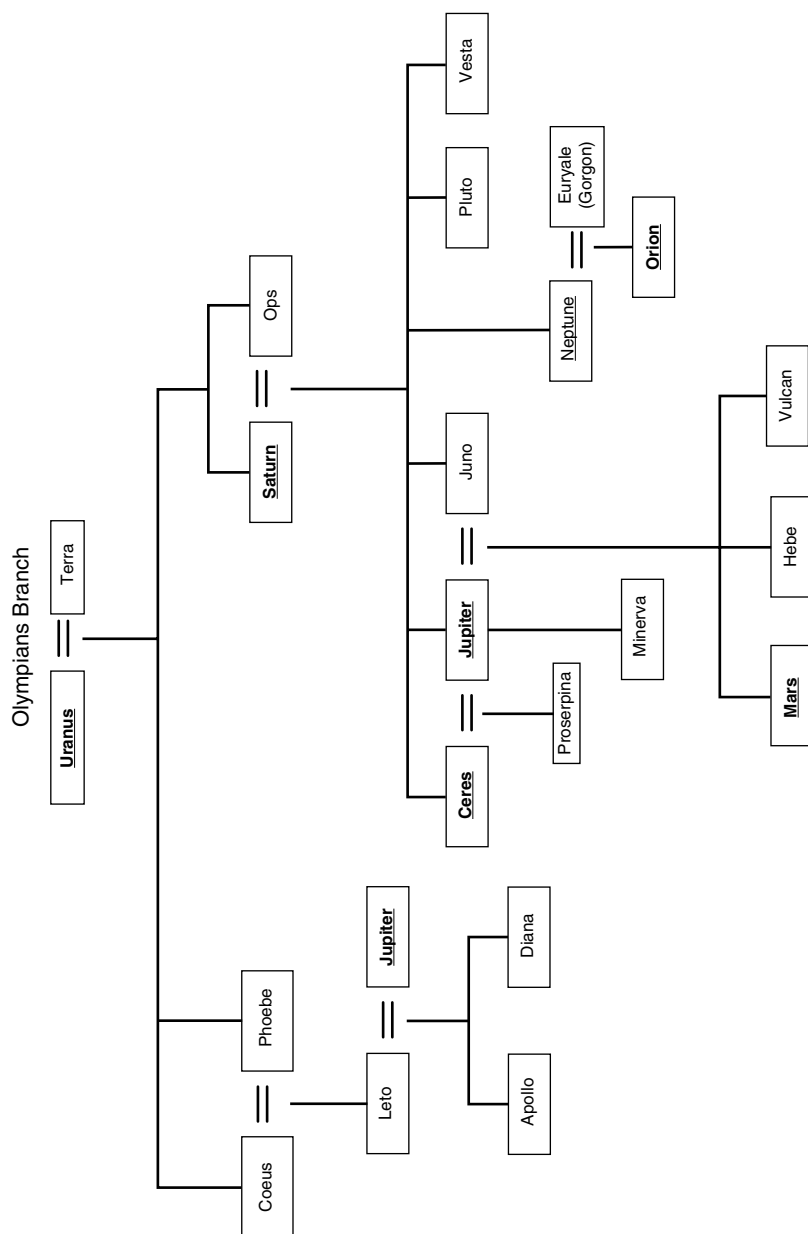 Olympians Branch
Uranus
Terra
Coeus
Phoebe
Saturn
Ops
Leto
Jupiter
Ceres
Jupiter
Juno
Pluto
Vesta
Apollo
Diana
Proserpina
Neptune
Euryale
(Gorgon)
Minerva
Orion
Mars
Hebe
Vulcan